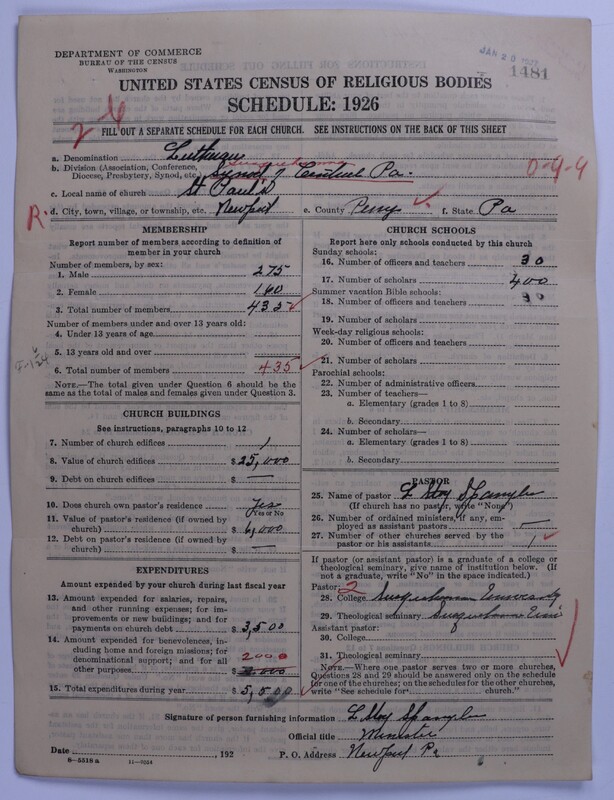 DEPARTMENT OF COMMERCE
BUREAU OF THE CENSUS
WASHINGTON
JAN 20 1927
1481
UNITED STATES CENSUS OF RELIGIOUS BODIES
SCHEDULE: 1926
2-6
FILL OUT A SEPARATE SCHEDULE FOR EACH CHURCH. SEE INSTRUCTIONS ON THE BACK OF THIS SHEET
a. Denomination Lutheran
Susquehanna
b. Division (Association, Conference, Diocese, Presbytery, Synod, etc. Synod of Central Pa.
0-9-9
c. Local name of church St Paul's
R
d. City, town, village, or township, etc. Newport e. County Perry f. State Pa
MEMBERSHIP
Report number of members according to definition of member in your church
Number of members, by sex:
1. Male 275
2. Female 160
3. Total number of members 435
Number of members under and over 13 years old:
4. Under 13 years of age
5. 13 years old and over
6. Total number of members 435
NOTE.—The total given under Question 6 should be the same as the total of males and females given under Question 3.
CHURCH BUILDINGS
See instructions, paragraphs 10 to 12
7. Number of church edifices 1
8. Value of church edifices $ 25,000
9. Debt on church edifices $ —
10. Does church own pastor's residence Yes
Yes or No
11. Value of pastor's residence (if owned by church) $ 6,000
12. Debt on pastor's residence (if owned by church) $ —
EXPENDITURES
Amount expended by your church during last fiscal year
13. Amount expended for salaries, repairs, and other running expenses; for improvements or new buildings; and for payments on church debt $ 3,500
14. Amount expended for benevolences, including home and foreign missions; for denominational support; and for all other purposes 2000
15. Total expenditures during year $ 5,500
CHURCH SCHOOLS
Report here only schools conducted by this church
Sunday schools:
16. Number of officers and teachers 30
17. Number of scholars 400
Summer vacation Bible schools:
18. Number of officers and teachers 30
19. Number of scholars
Week-day religious schools:
20. Number of officers and teachers
21. Number of scholars
Parochial schools:
22. Number of administrative officers
23. Number of teachers—
a. Elementary (grades 1 to 8)
b. Secondary
24. Number of scholars—
a. Elementary (grades 1 to 8)
b. Secondary
PASTOR
25. Name of pastor L Stoy Spangler
(If church has no pastor, write "None")
26. Number of ordained ministers, if any, employed as assistant pastors —
27. Number of other churches served by the pastor or his assistants 1
If pastor (or assistant pastor) is a graduate of a college or theological seminary, give name of institution below. (If not a graduate, write "No" in the space indicated.)
Pastor: 2
28. College Susquehanna University
29. Theological seminary Susquehanna Uni
Assistant pastor:
30. College
31. Theological seminary
NOTE.—Where one pastor serves two or more churches, Questions 28 and 29 should be answered only on the schedule for one of the churches; on the schedules for the other churches, write "See schedule for church."
Signature of person furnishing information L Stoy Spangler
Official title Minister
Date , 192 P. O. Address Newport Pa
8—5518 a 11—9554